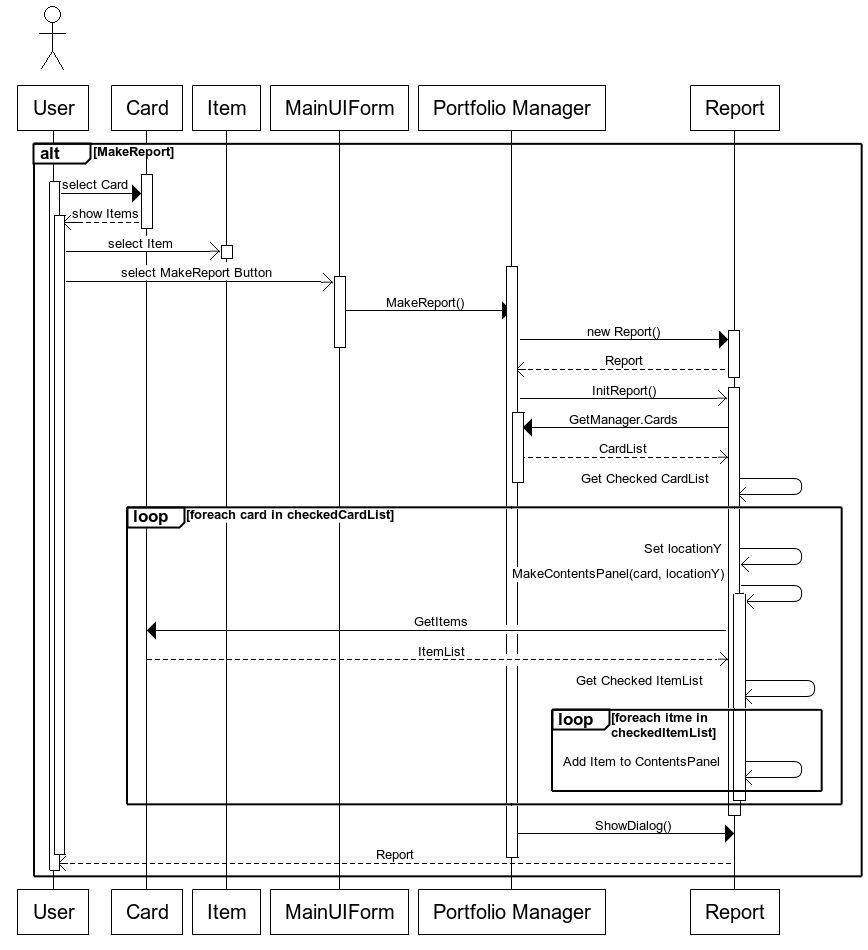 User
Card
Item
MainUIForm
Portfolio Manager
Report
alt
[MakeReport]
select Card
show Items
select Item
select MakeReport Button
MakeReport()
new Report()
Report
InitReport()
GetManager.Cards
CardList
Get Checked CardList
loop
[foreach card in checkedCardList]
Set locationY
MakeContentsPanel(card, locationY)
GetItems
ItemList
Get Checked ItemList
loop
[foreach itme in
checkedItemList]
Add Item to ContentsPanel
ShowDialog()
Report
User
Card
Item
MainUIForm
Portfolio Manager
Report